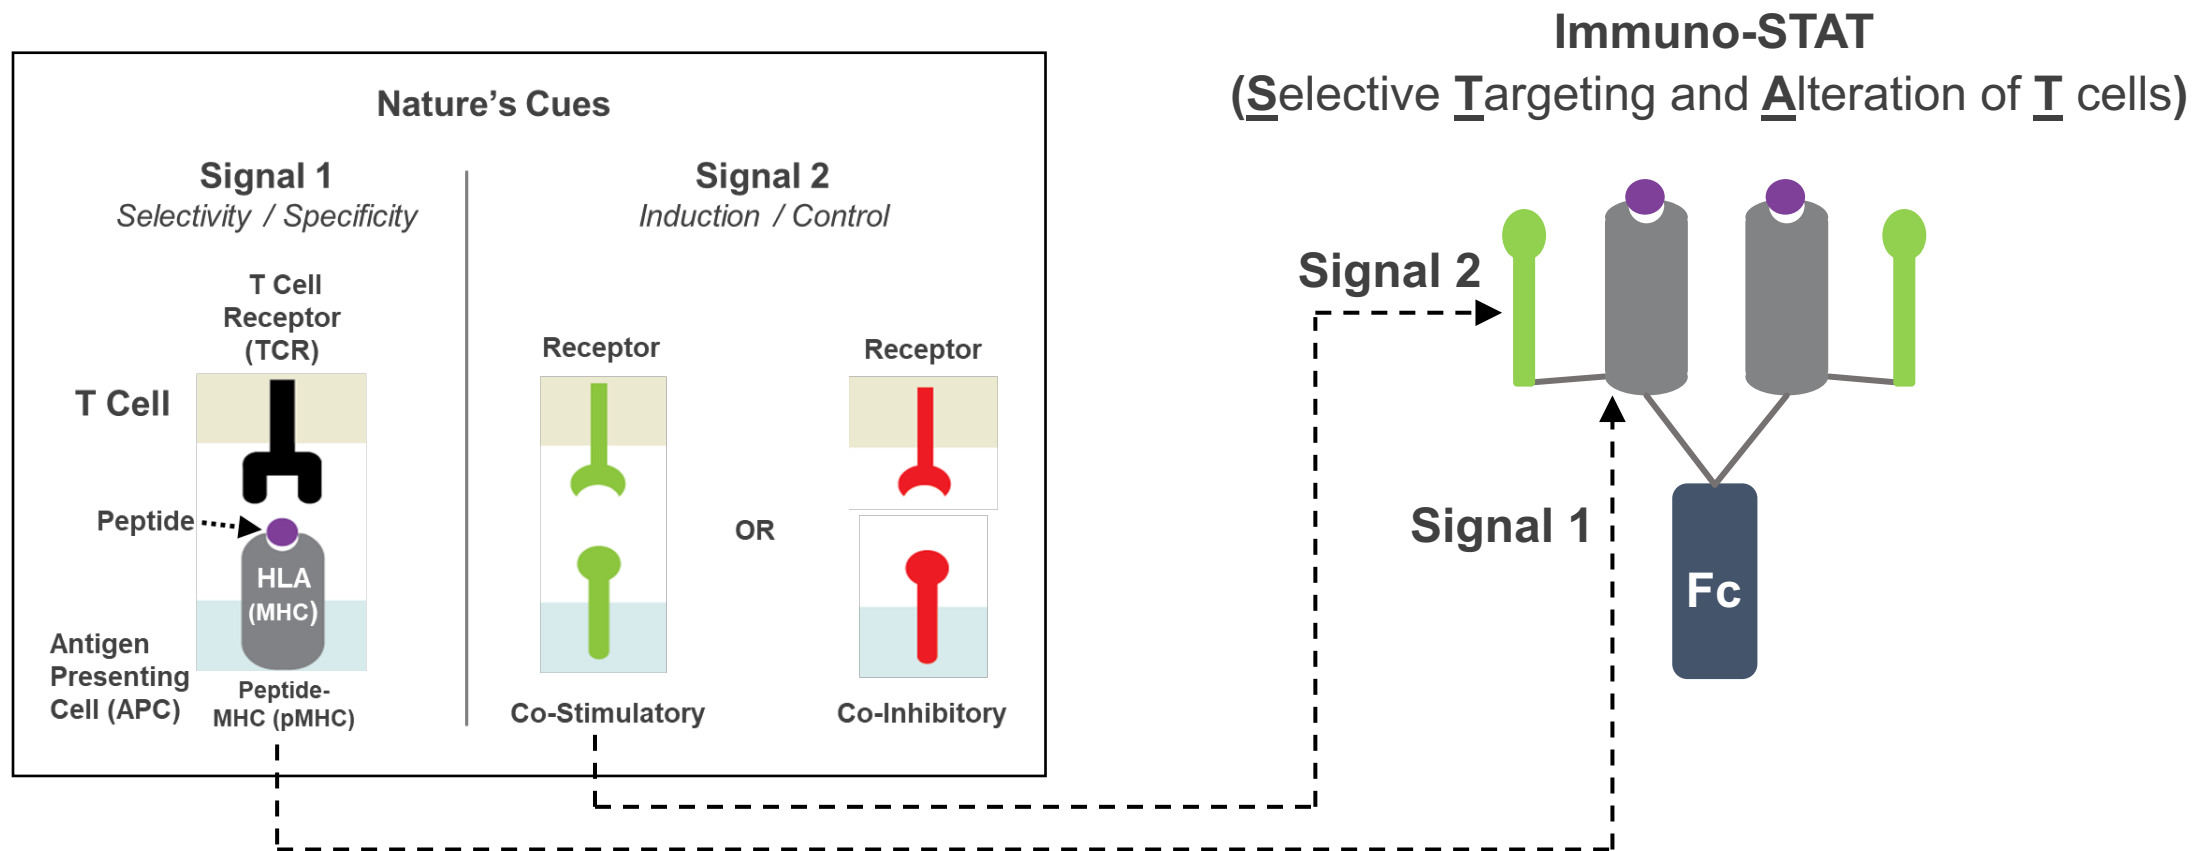 Immuno-STAT
(Selective Targeting and Alteration of T cells)
Nature's Cues
Signal 1
Selectivity / Specificity
T Cell
Receptor
(TCR)
T Cell
Peptide
HLA
(MHC)
Antigen
Presenting
Cell (APC)
Peptide-
MHC (pMHC)
Signal 2
Induction / Control
Receptor
OR
Receptor
Co-Stimulatory
Co-Inhibitory
Signal 2
Signal 1
Fc